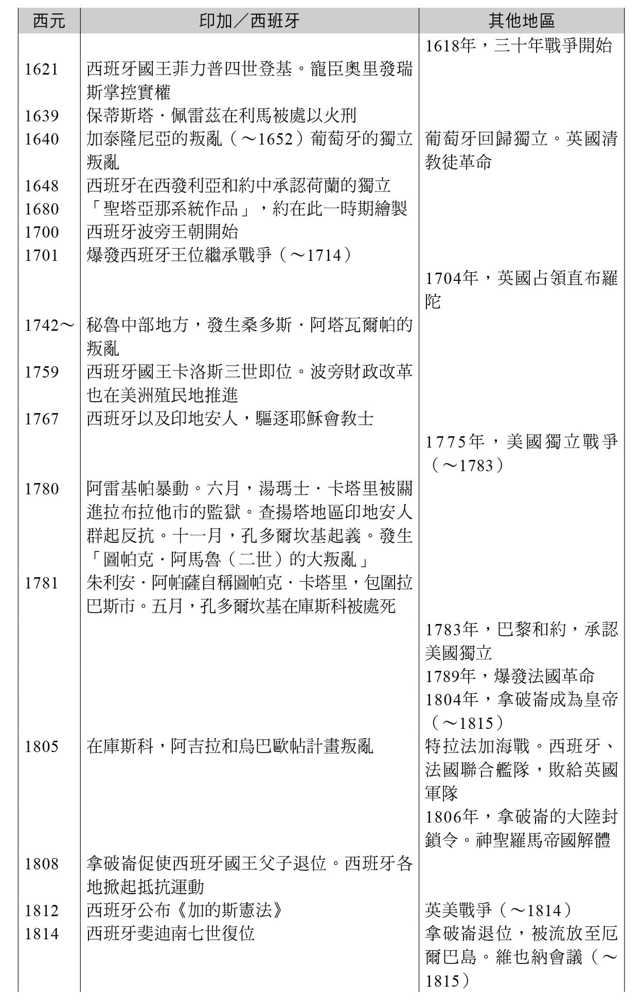 西元 印加／西班牙 其他地區
1618年，三十年戰爭開始
1621 西班牙國王菲力普四世登基。寵臣奧里發瑞
斯掌控實權
1639 保蒂斯塔．佩雷茲在利馬被處以火刑
1640 加泰隆尼亞的叛亂（～1652）葡萄牙的獨立 葡萄牙回歸獨立。英國清
叛亂 教徒革命
1648 西班牙在西發利亞和約中承認荷蘭的獨立
1680 「聖塔亞那系統作品」，約在此一時期繪製
1700 西班牙波旁王朝開始
1701 爆發西班牙王位繼承戰爭（～1714）
1704年，英國占領直布羅
陀
1742～ 秘魯中部地方，發生桑多斯．阿塔瓦爾帕的
叛亂
1759 西班牙國王卡洛斯三世即位。波旁財政改革
也在美洲殖民地推進
1767 西班牙以及印地安人，驅逐耶穌會教士
1775年，美國獨立戰爭
（～1783）
1780 阿雷基帕暴動。六月，湯瑪士．卡塔里被關
進拉布拉他市的監獄。查揚塔地區印地安人
群起反抗。十一月，孔多爾坎基起義。發生
「圖帕克．阿馬魯（二世）的大叛亂」
1781 朱利安．阿帕薩自稱圖帕克．卡塔里，包圍拉
巴斯市。五月，孔多爾坎基在庫斯科被處死
1783年，巴黎和約，承認
美國獨立
1789年，爆發法國革命
1804年，拿破崙成為皇帝
（～1815）
1805 在庫斯科，阿吉拉和烏巴歐帖計畫叛亂 特拉法加海戰。西班牙、
法國聯合艦隊，敗給英國
軍隊
1806年，拿破崙的大陸封
鎖令。神聖羅馬帝國解體
1808 拿破崙促使西班牙國王父子退位。西班牙各
地掀起抵抗運動
1812 西班牙公布《加的斯憲法》 英美戰爭（～1814）
1814 西班牙斐迪南七世復位 拿破崙退位，被流放至厄
爾巴島。維也納會議（～
1815）